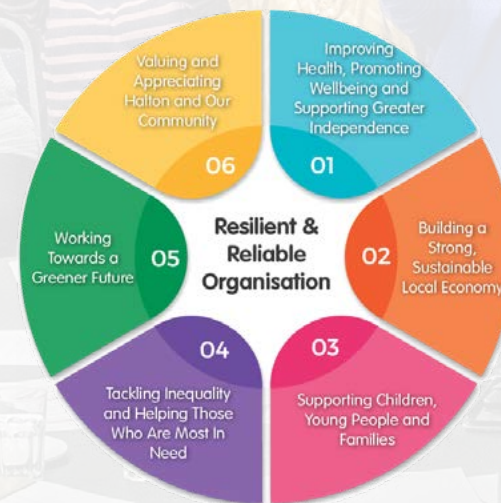 Improving
Health, Promoting
Wellbeing and
Supporting Greater
Independence
01
Building a
Strong,
Sustainable
Local Economy
02
Supporting Children,
Young People and
Families
03
Tackling Inequality
and Helping Those
Who Are Most In
Need
04
Working
Towards a
Greener Future
05
Valuing and
Appreciating
Halton and Our
Community
06
Resilient &
Reliable
Organisation